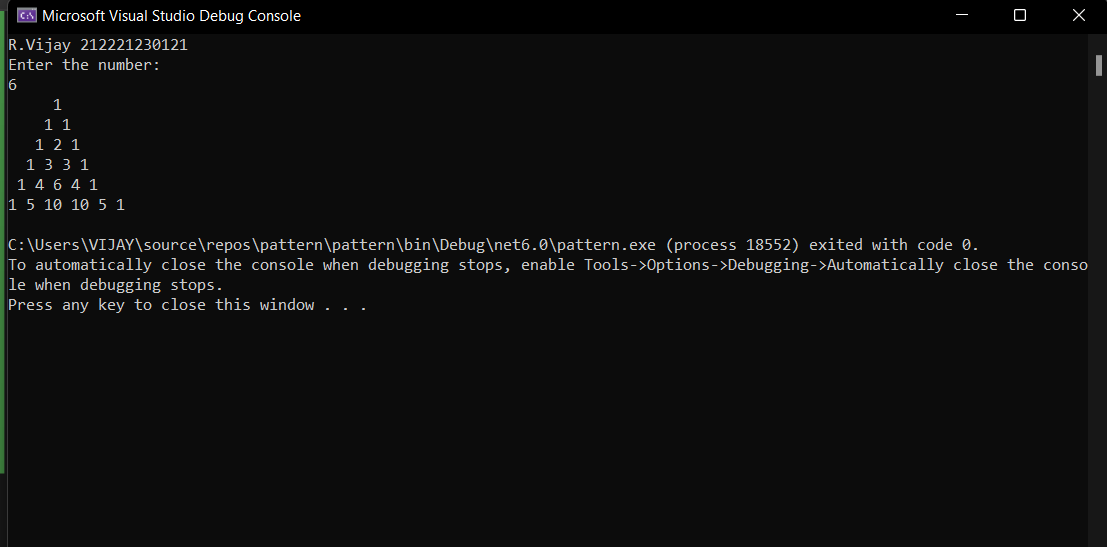 Microsoft Visual Studio Debug Console
R.Vijay 212221230121
Enter the number:
6
     1
    1 1
   1 2 1
  1 3 3 1
 1 4 6 4 1
1 5 10 10 5 1
C:\Users\VIJAY\source\repos\pattern\pattern\bin\Debug\net6.0\pattern.exe (process 18552) exited with code 0.
To automatically close the console when debugging stops, enable Tools->Options->Debugging->Automatically close the conso
le when debugging stops.
Press any key to close this window . . .